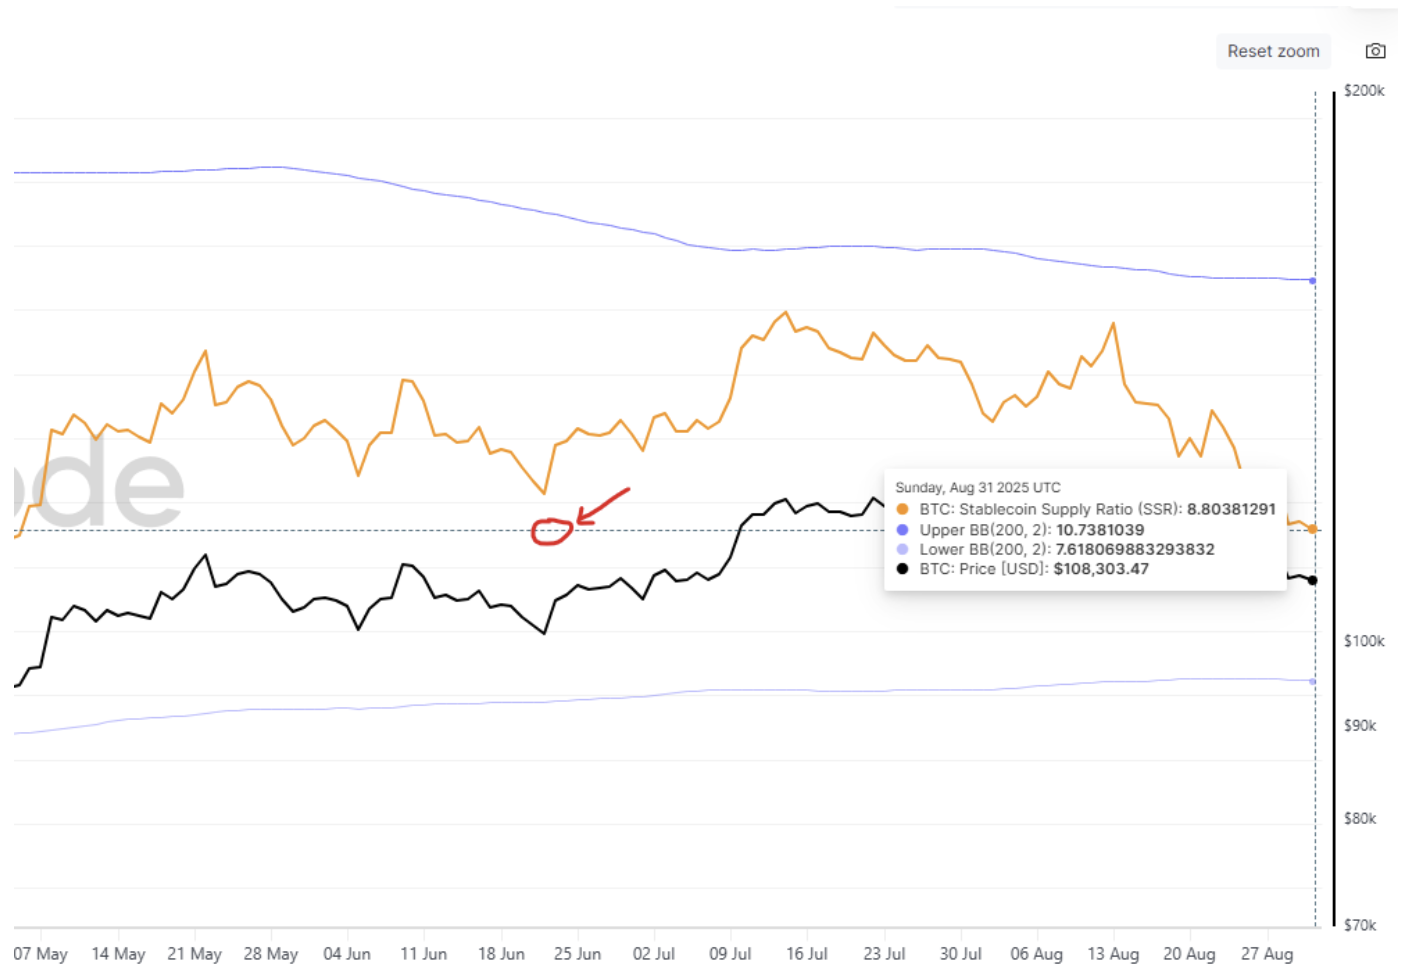 Reset zoom
$200k
ode
Sunday, Aug 31 2025 UTC
BTC: Stablecoin Supply Ratio (SSR): 8.80381291
Upper BB(200, 2): 10.7381039
Lower BB(200, 2): 7.618069883293832
BTC: Price [USD]: $108,303.47
$100k
$90k
$80k
$70k
07 May 14 May 21 May 28 May 04 Jun 11 Jun 18 Jun 25 Jun 02 Jul 09 Jul 16 Jul 23 Jul 30 Jul 06 Aug 13 Aug 20 Aug 27 Aug